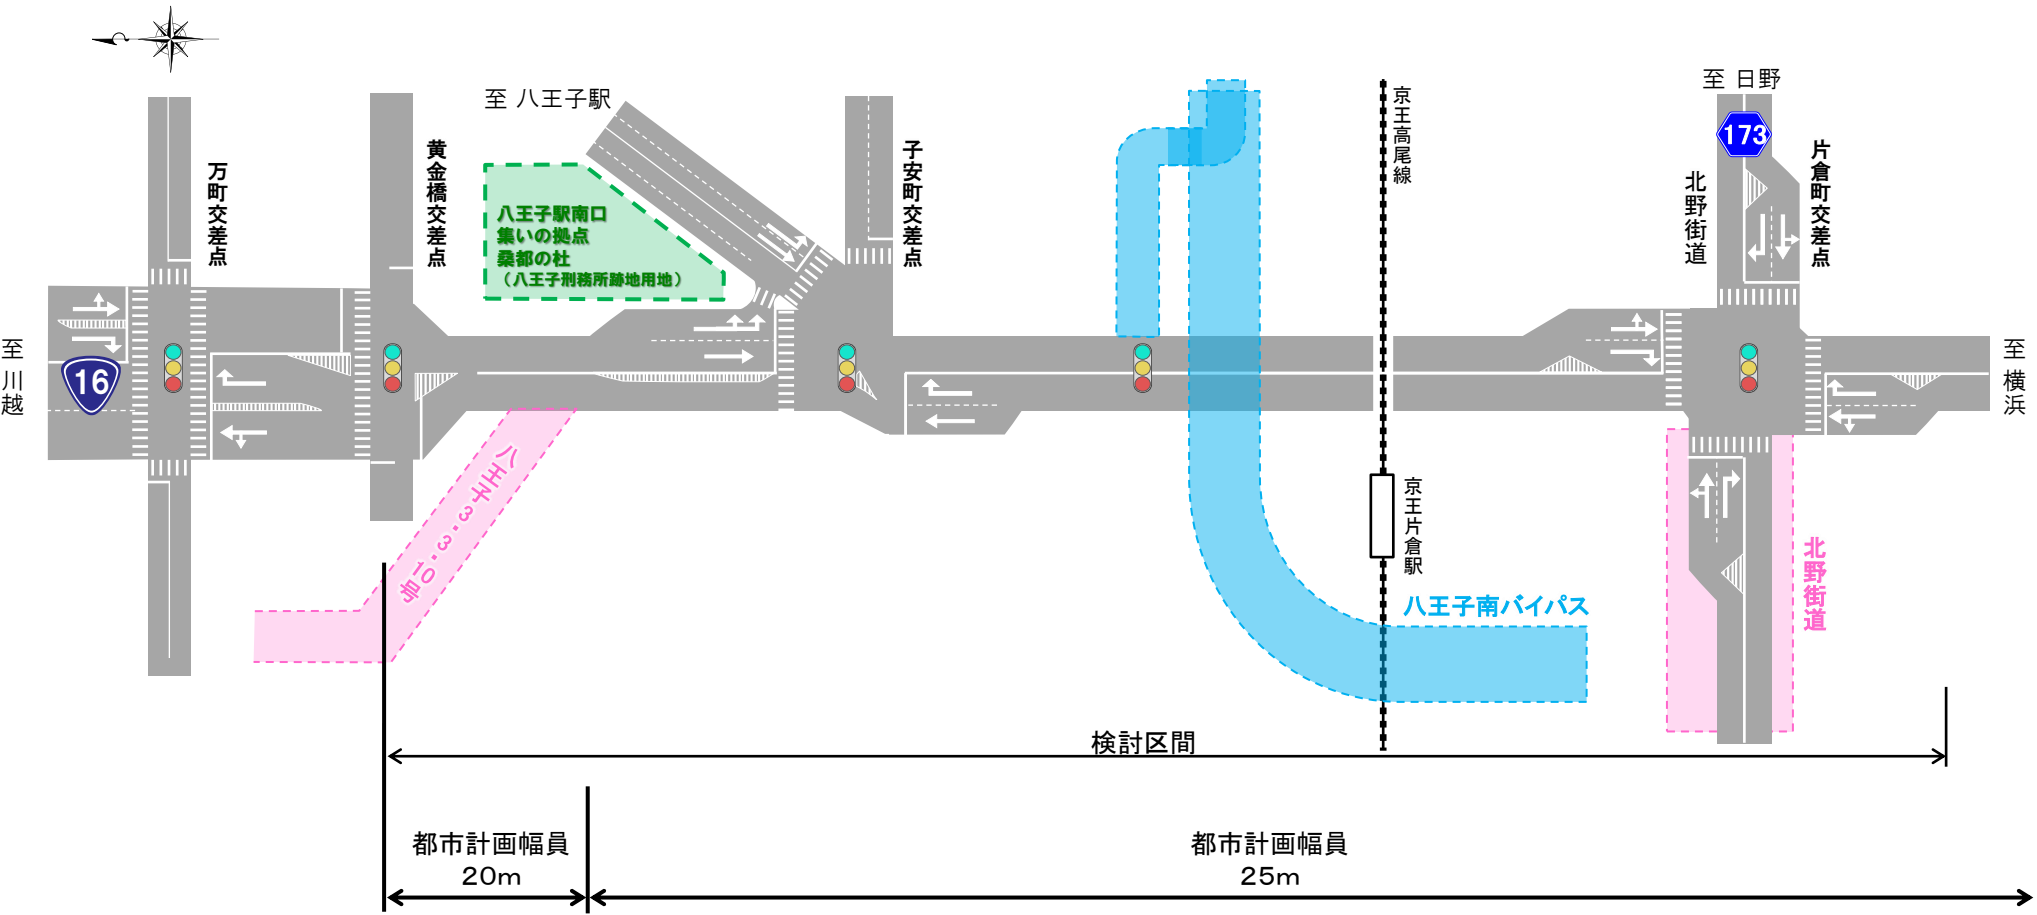 至 八王子駅
至 日野
173
万町交差点
黄金橋交差点
八王子駅南口
集いの拠点
桑都の杜
（八王子刑務所跡地用地）
子安町交差点
京王高尾線
北野街道
片倉町交差点
至 川越
16
至 横浜
八王子3・3・10号
京王片倉駅
八王子南バイパス
北野街道
検討区間
都市計画幅員
20m
都市計画幅員
25m